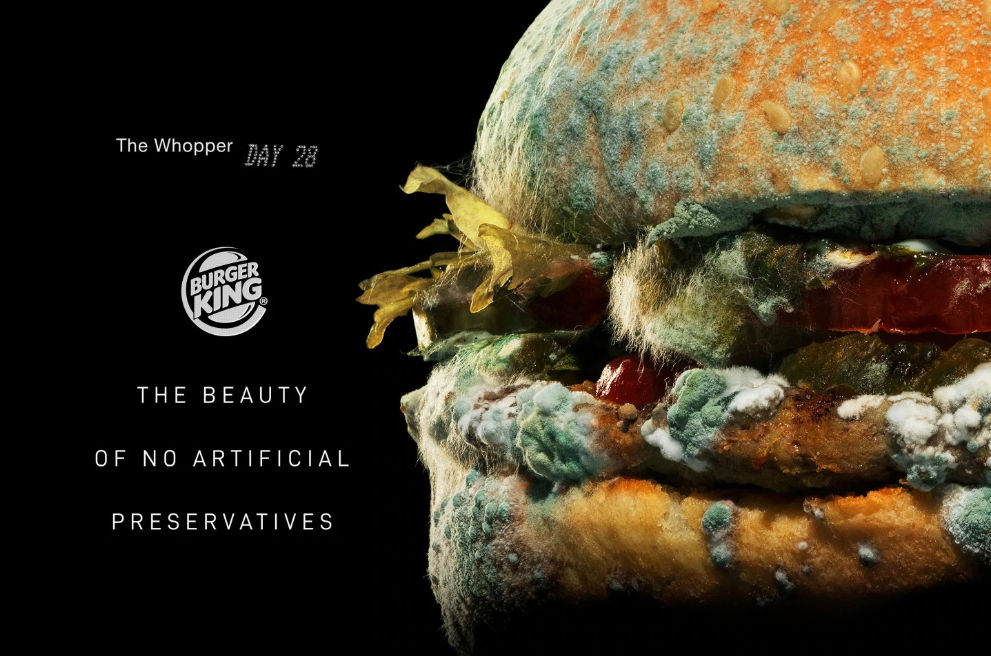 The Whopper DAY 28
BURGER
KING®
THE BEAUTY
OF NO ARTIFICIAL
PRESERVATIVES